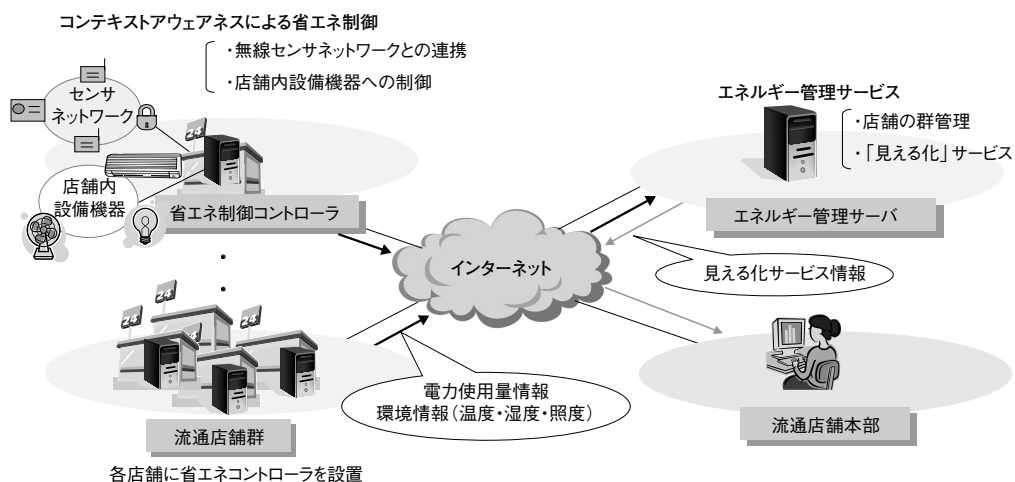 コンテキストアウェアネスによる省エネ制御
・無線センサネットワークとの連携
・店舗内設備機器への制御
センサ
ネットワーク
24
店舗内
設備機器
省エネ制御コントローラ
エネルギー管理サービス
・店舗の群管理
・「見える化」サービス
エネルギー管理サーバ
インターネット
見える化サービス情報
24
24
24
24
電力使用量情報
環境情報(温度・湿度・照度)
流通店舗群
各店舗に省エネコントローラを設置
流通店舗本部